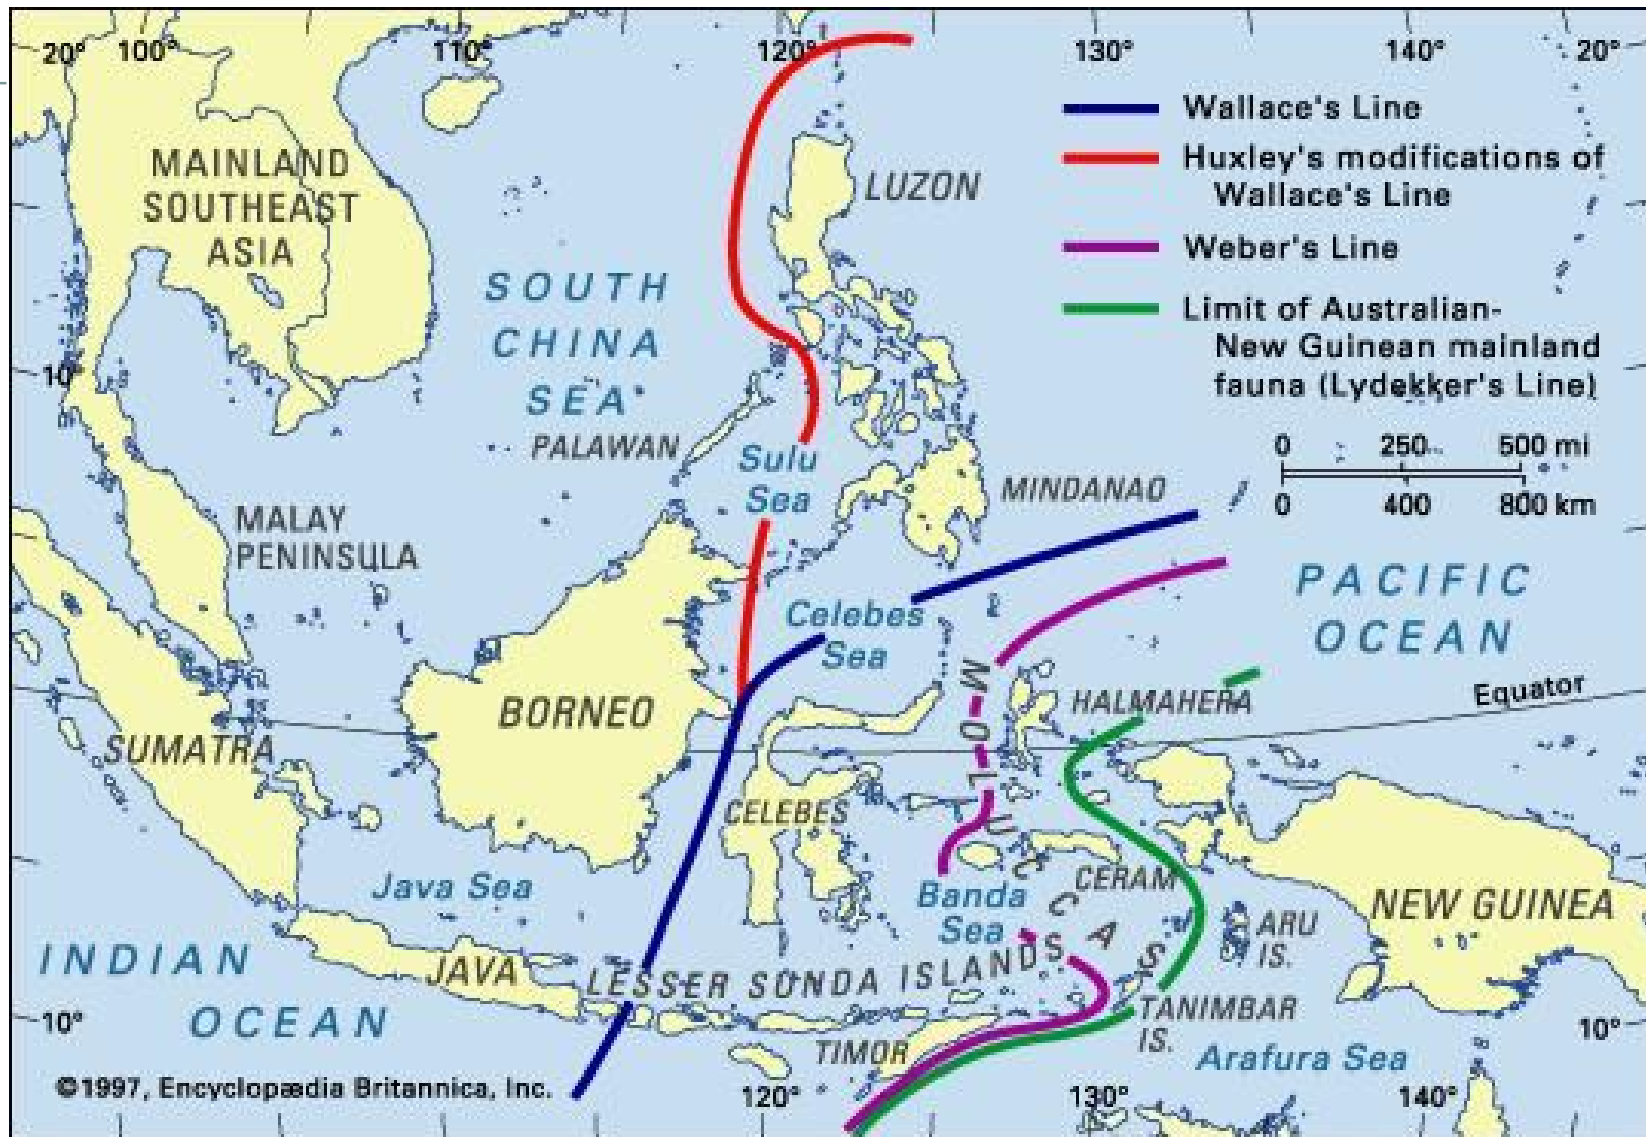 20°
100°
110°
120°
130°
140°
20°
Wallace's Line
Huxley's modifications of
Wallace's Line
Weber's Line
Limit of Australian-
New Guinean mainland
fauna (Lydekker's Line)
0 250 500 mi
0 400 800 km
MAINLAND
SOUTHEAST
ASIA
LUZON
SOUTH
CHINA
SEA
10°
PALAWAN
Sulu
Sea
MINDANAO
MALAY
PENINSULA
PACIFIC
OCEAN
Celebes
Sea
MOLUCCAS
HALMAHERA
Equator
BORNEO
SUMATRA
CELEBES
Java Sea
Banda
Sea
CERAM
NEW GUINEA
ARU
IS.
INDIAN
OCEAN
JAVA
LESSER SUNDA ISLANDS
TANIMBAR
IS.
10°
10°
TIMOR
Arafura Sea
©1997, Encyclopædia Britannica, Inc.
120°
130°
140°